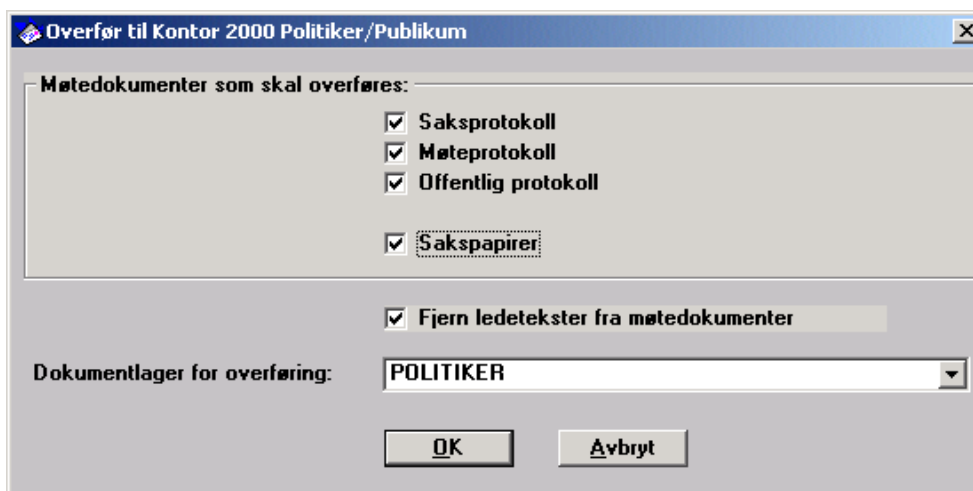 Overfør til Kontor 2000 Politiker/Publikum
Møtedokumenter som skal overføres:
Saksprotokoll
Møteprotokoll
Offentlig protokoll
Sakspapirer
Fjern ledetekster fra møtedokumenter
Dokumentlager for overføring: POLITIKER
OK Avbryt